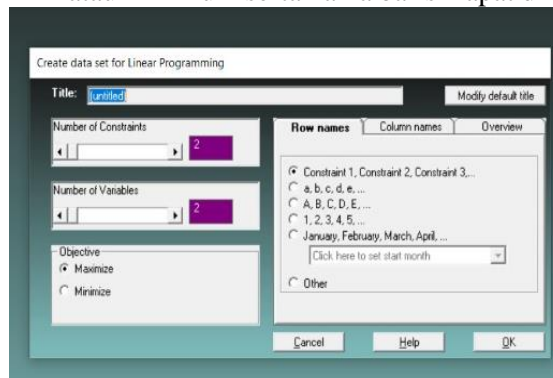 Create data set for Linear Programming
Title: (untitled)
Modify default title
Number of Constraints
2
Number of Variables
2
Objective
Maximize
Minimize
Row names
Column names
Overview
Constraint 1, Constraint 2, Constraint 3,...
a, b, c, d, e, ...
A, B, C, D, E, ...
1, 2, 3, 4, 5, ...
January, February, March, April, ...
Click here to set start month
Other
Cancel
Help
OK